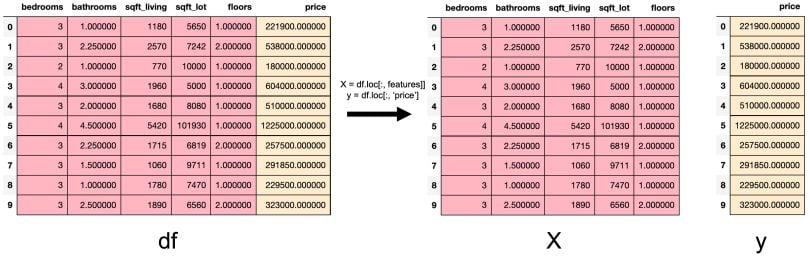 bedrooms bathrooms sqft_living sqft_lot floors price
0 3 1.000000 1180 5650 1.000000 221900.000000
1 3 2.250000 2570 7242 2.000000 538000.000000
2 2 1.000000 770 10000 1.000000 180000.000000
3 4 3.000000 1960 5000 1.000000 604000.000000
4 3 2.000000 1680 8080 1.000000 510000.000000
5 4 4.500000 5420 101930 1.000000 1225000.000000
6 3 2.250000 1715 6819 2.000000 257500.000000
7 3 1.500000 1060 9711 1.000000 291850.000000
8 3 1.000000 1780 7470 1.000000 229500.000000
9 3 2.500000 1890 6560 2.000000 323000.000000
df
X = df.loc[:, features]]
y = df.loc[:, 'price']
bedrooms bathrooms sqft_living sqft_lot floors
0 3 1.000000 1180 5650 1.000000
1 3 2.250000 2570 7242 2.000000
2 2 1.000000 770 10000 1.000000
3 4 3.000000 1960 5000 1.000000
4 3 2.000000 1680 8080 1.000000
5 4 4.500000 5420 101930 1.000000
6 3 2.250000 1715 6819 2.000000
7 3 1.500000 1060 9711 1.000000
8 3 1.000000 1780 7470 1.000000
9 3 2.500000 1890 6560 2.000000
X
price
0 221900.000000
1 538000.000000
2 180000.000000
3 604000.000000
4 510000.000000
5 1225000.000000
6 257500.000000
7 291850.000000
8 229500.000000
9 323000.000000
y